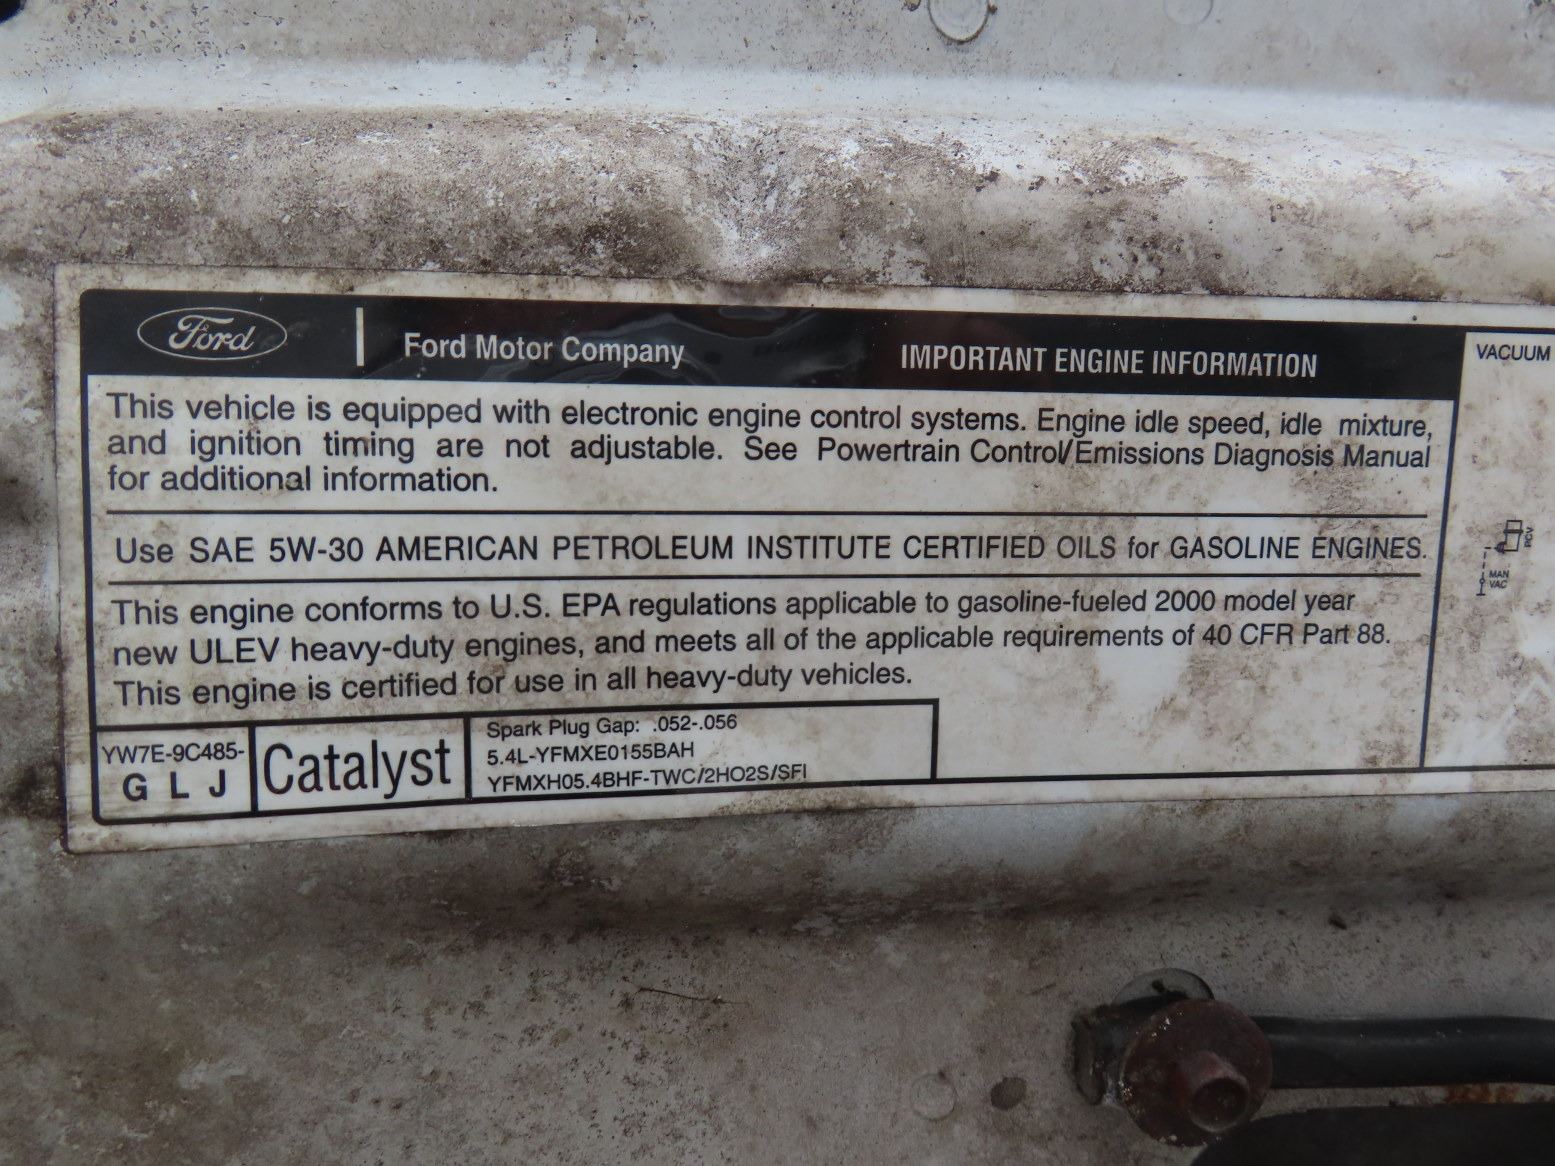 Ford
Ford Motor Company
IMPORTANT ENGINE INFORMATION
This vehicle is equipped with electronic engine control systems. Engine idle speed, idle mixture,
and ignition timing are not adjustable. See Powertrain Control/Emissions Diagnosis Manual
for additional information.
Use SAE 5W-30 AMERICAN PETROLEUM INSTITUTE CERTIFIED OILS for GASOLINE ENGINES.
This engine conforms to U.S. EPA regulations applicable to gasoline-fueled 2000 model year
new ULEV heavy-duty engines, and meets all of the applicable requirements of 40 CFR Part 88.
This engine is certified for use in all heavy-duty vehicles.
YW7E-9C485-
G L J
Catalyst
Spark Plug Gap: .052-.056
5.4L-YFMXE0155BAH
YFMXH05.4BHF-TWC/2HO2S/SFI
VACUUM
PCV
MAN
VAC